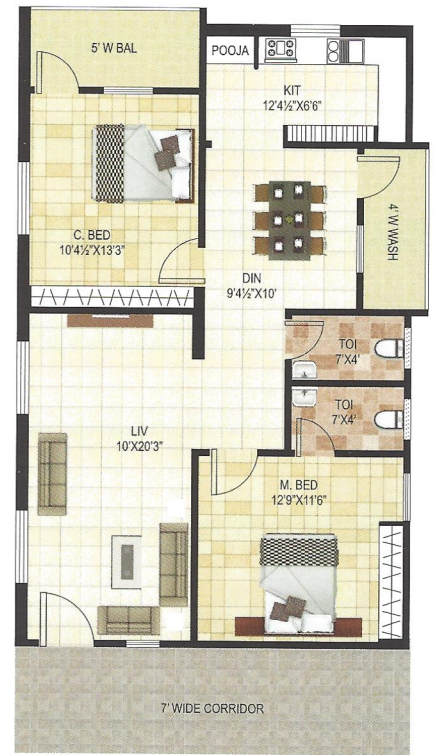 5' W BAL
POOJA
KIT
12'4½"X6'6"
C. BED
10'4½"X13'3"
4' W WASH
DIN
9'4½"X10'
TOI
7'X4'
TOI
7'X4'
LIV
10'X20'3"
M. BED
12'9"X11'6"
7' WIDE CORRIDOR